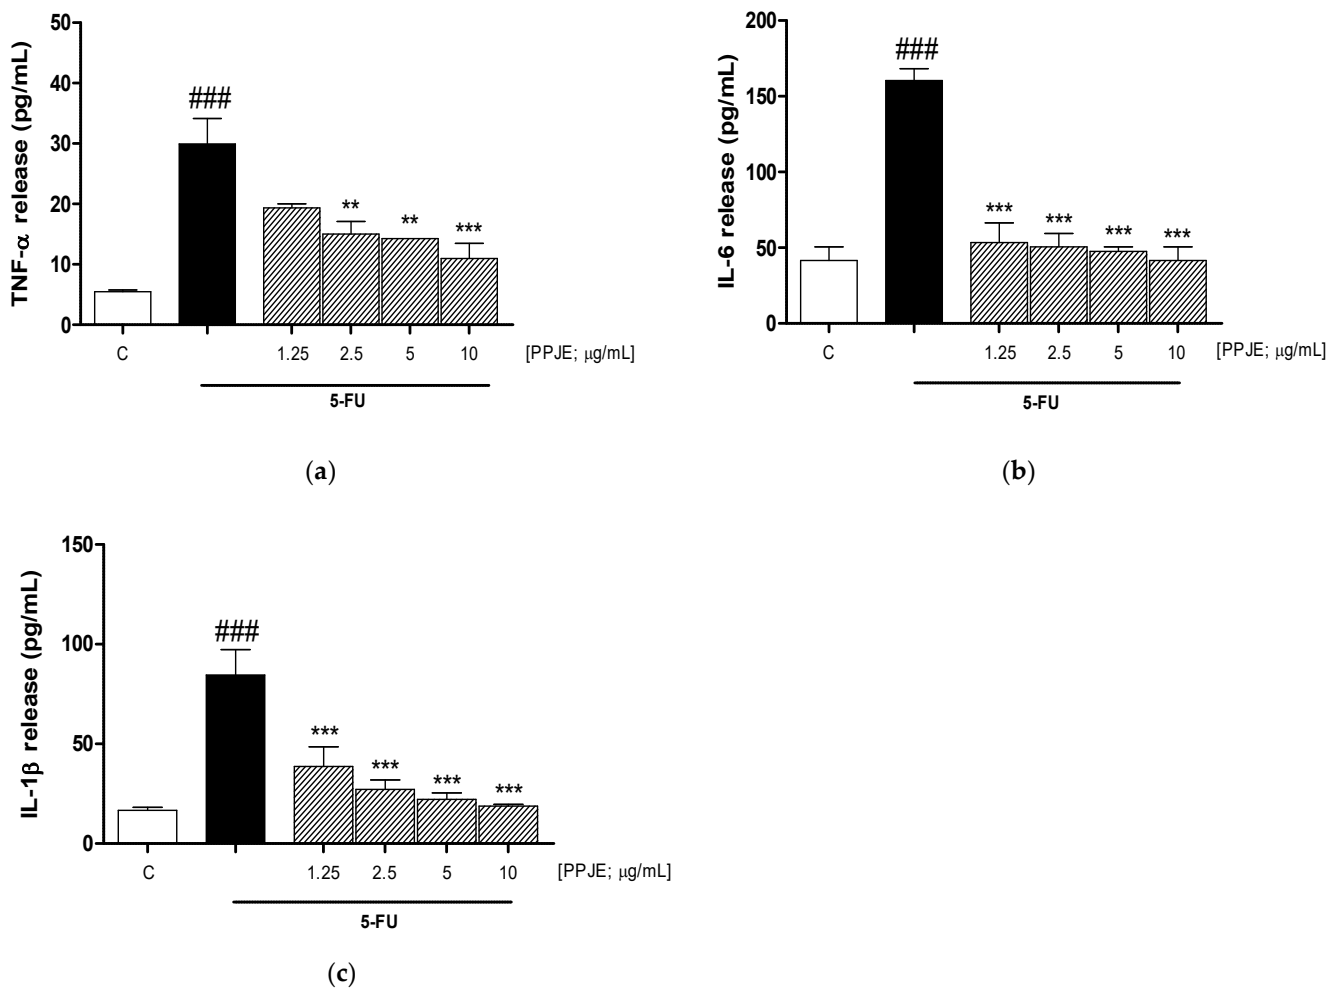 TNF-α release (pg/mL)
50
40
30
20
10
0
###
**
**
***
C
1.25
2.5
5
10
[PPJE; μg/mL]
5-FU
(a)
IL-6 release (pg/mL)
200
150
100
50
0
###
***
***
***
***
C
1.25
2.5
5
10
[PPJE; μg/mL]
5-FU
(b)
IL-1β release (pg/mL)
150
100
50
0
###
***
***
***
***
C
1.25
2.5
5
10
[PPJE; μg/mL]
5-FU
(c)